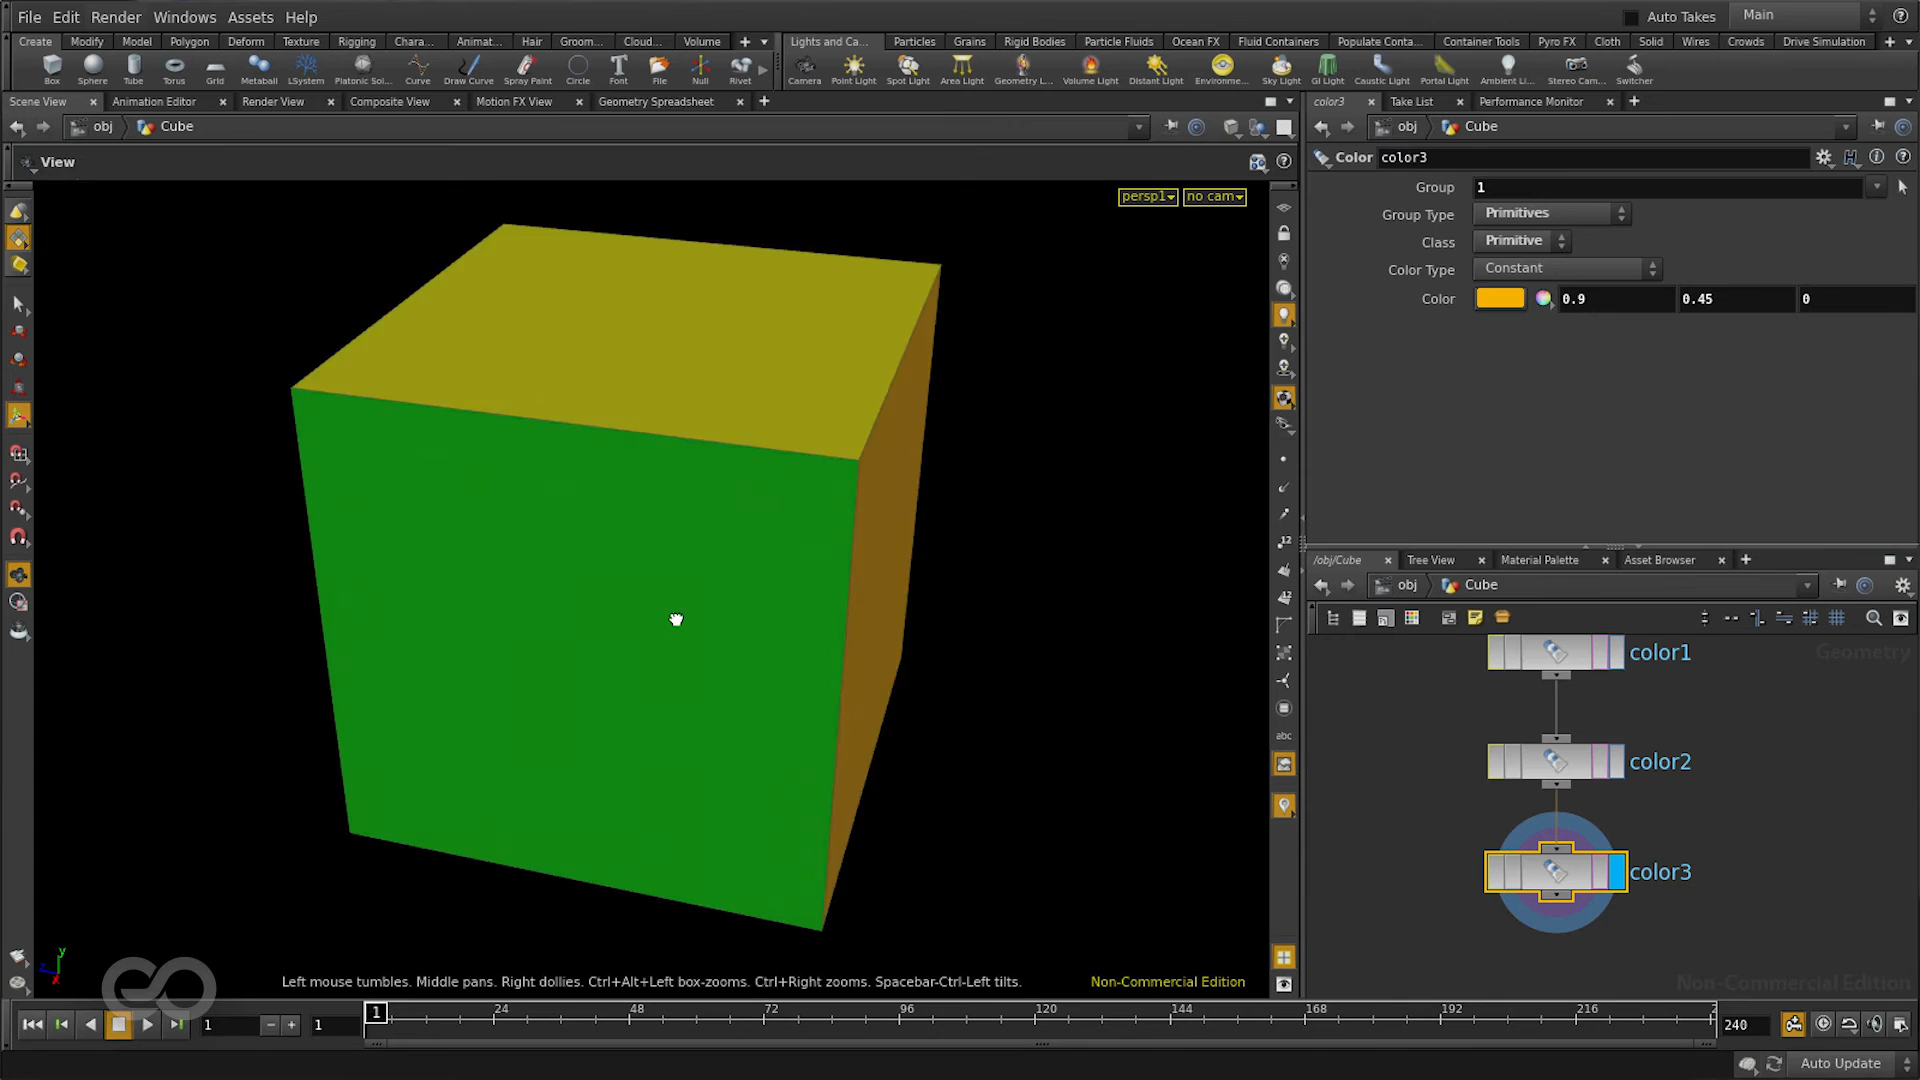 File Edit Render Windows Assets Help
Auto Takes Main
Create Modify Model Polygon Deform Texture Rigging Chara... Animat... Hair Groom... Cloud... Volume
Lights and Ca... Particles Grains Rigid Bodies Particle Fluids Ocean FX Fluid Containers Populate Conta... Container Tools Pyro FX Cloth Solid Wires Crowds Drive Simulation
Box Sphere Tube Torus Grid Metaball LSystem Platonic Sol... Curve Draw Curve Spray Paint Circle Font File Null Rivet
Camera Point Light Spot Light Area Light Geometry L... Volume Light Distant Light Environme... Sky Light GI Light Caustic Light Portal Light Ambient Li... Stereo Cam... Switcher
Scene View Animation Editor Render View Composite View Motion FX View Geometry Spreadsheet
color3 Take List Performance Monitor
obj Cube
obj Cube
View
Color color3
persp1 no cam
Group 1
Group Type Primitives
Class Primitive
Color Type Constant
Color 0.9 0.45 0
12
12
abc
/obj/Cube Tree View Material Palette Asset Browser
obj Cube
color1
Geometry
color2
color3
y
z
x
Left mouse tumbles. Middle pans. Right dollies. Ctrl+Alt+Left box-zooms. Ctrl+Right zooms. Spacebar-Ctrl-Left tilts.
Non-Commercial Edition
Non-Commercial Edition
1 1 1 24 48 72 96 120 144 168 192 216 2 240
Auto Update